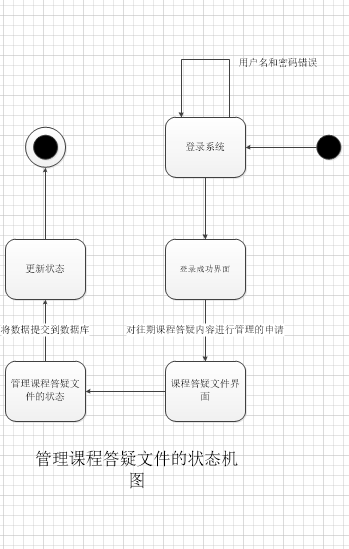 用户名和密码错误
登录系统
更新状态
登录成功界面
将数据提交到数据库
对往期课程答疑内容进行管理的申请
管理课程答疑文
件的状态
课程答疑文件界
面
管理课程答疑文件的状态机
图